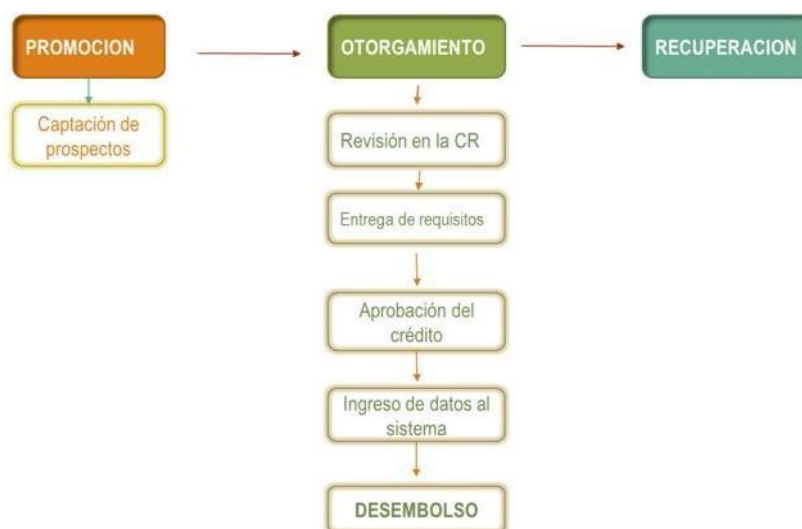 PROMOCION
OTORGAMIENTO
RECUPERACION
Captación de
prospectos
Revisión en la CR
Entrega de requisitos
Aprobación del
crédito
Ingreso de datos al
sistema
DESEMBOLSO